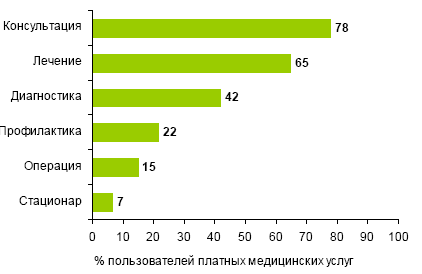 Консультация 78
Лечение 65
Диагностика 42
Профилактика 22
Операция 15
Стационар 7
0 10 20 30 40 50 60 70 80 90 100
% пользователей платных медицинских услуг